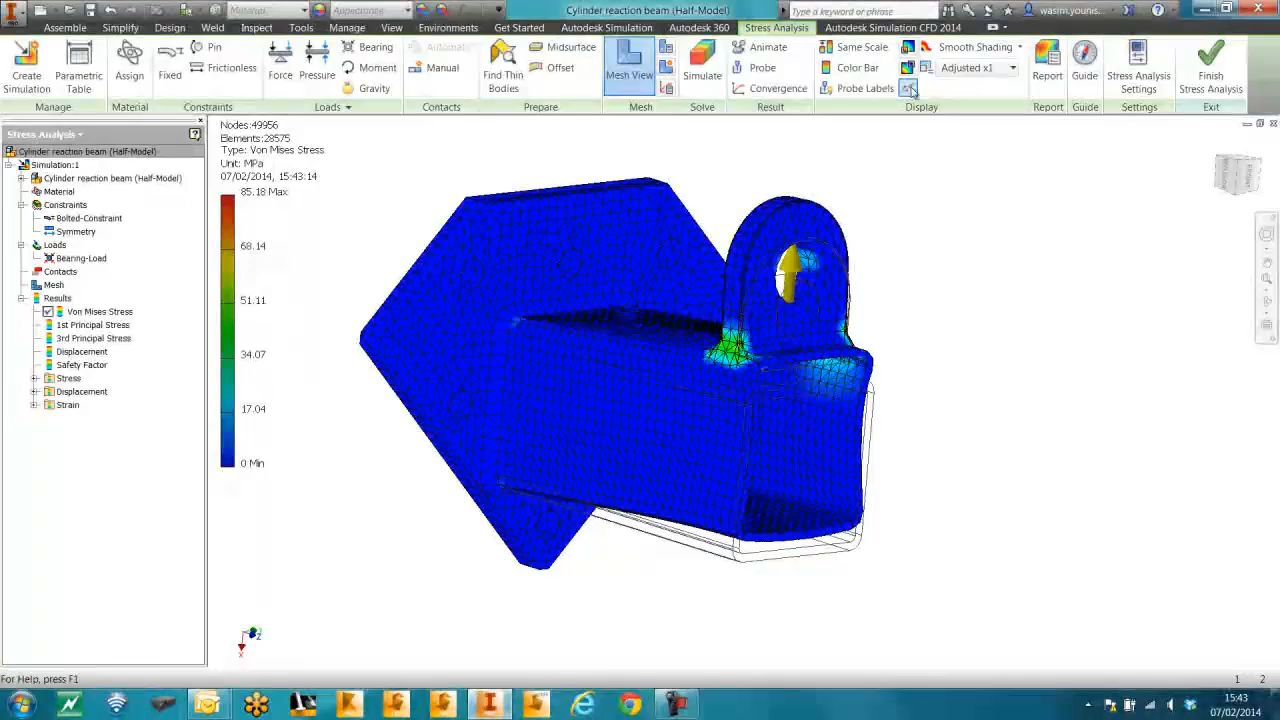 PRO
Material
Appearance
Cylinder reaction beam (Half-Model)
Type a keyword or phrase
wasim.youni...
Assemble
Simplify
Design
Weld
Inspect
Tools
Manage
View
Environments
Get Started
Autodesk Simulation
Autodesk 360
Stress Analysis
Autodesk Simulation CFD 2014
Create Simulation
Parametric Table
Assign
Fixed
Pin
Frictionless
Force
Pressure
Bearing
Moment
Gravity
Automatic
Manual
Find Thin Bodies
Midsurface
Offset
Mesh View
Simulate
Animate
Probe
Convergence
Same Scale
Color Bar
Probe Labels
Smooth Shading
Adjusted x1
Report
Guide
Stress Analysis Settings
Finish Stress Analysis
Manage
Material
Constraints
Loads
Contacts
Prepare
Mesh
Solve
Result
Display
Report
Guide
Settings
Exit
Stress Analysis
Cylinder reaction beam (Half-Model)
Simulation:1
Cylinder reaction beam (Half-Model)
Material
Constraints
Bolted-Constraint
Symmetry
Loads
Bearing-Load
Contacts
Mesh
Results
Von Mises Stress
1st Principal Stress
3rd Principal Stress
Displacement
Safety Factor
Stress
Displacement
Strain
Nodes:49956
Elements:28575
Type: Von Mises Stress
Unit: MPa
07/02/2014, 15:43:14
85.18 Max
68.14
51.11
34.07
17.04
0 Min
Z
X
For Help, press F1
1 2
15:43
07/02/2014